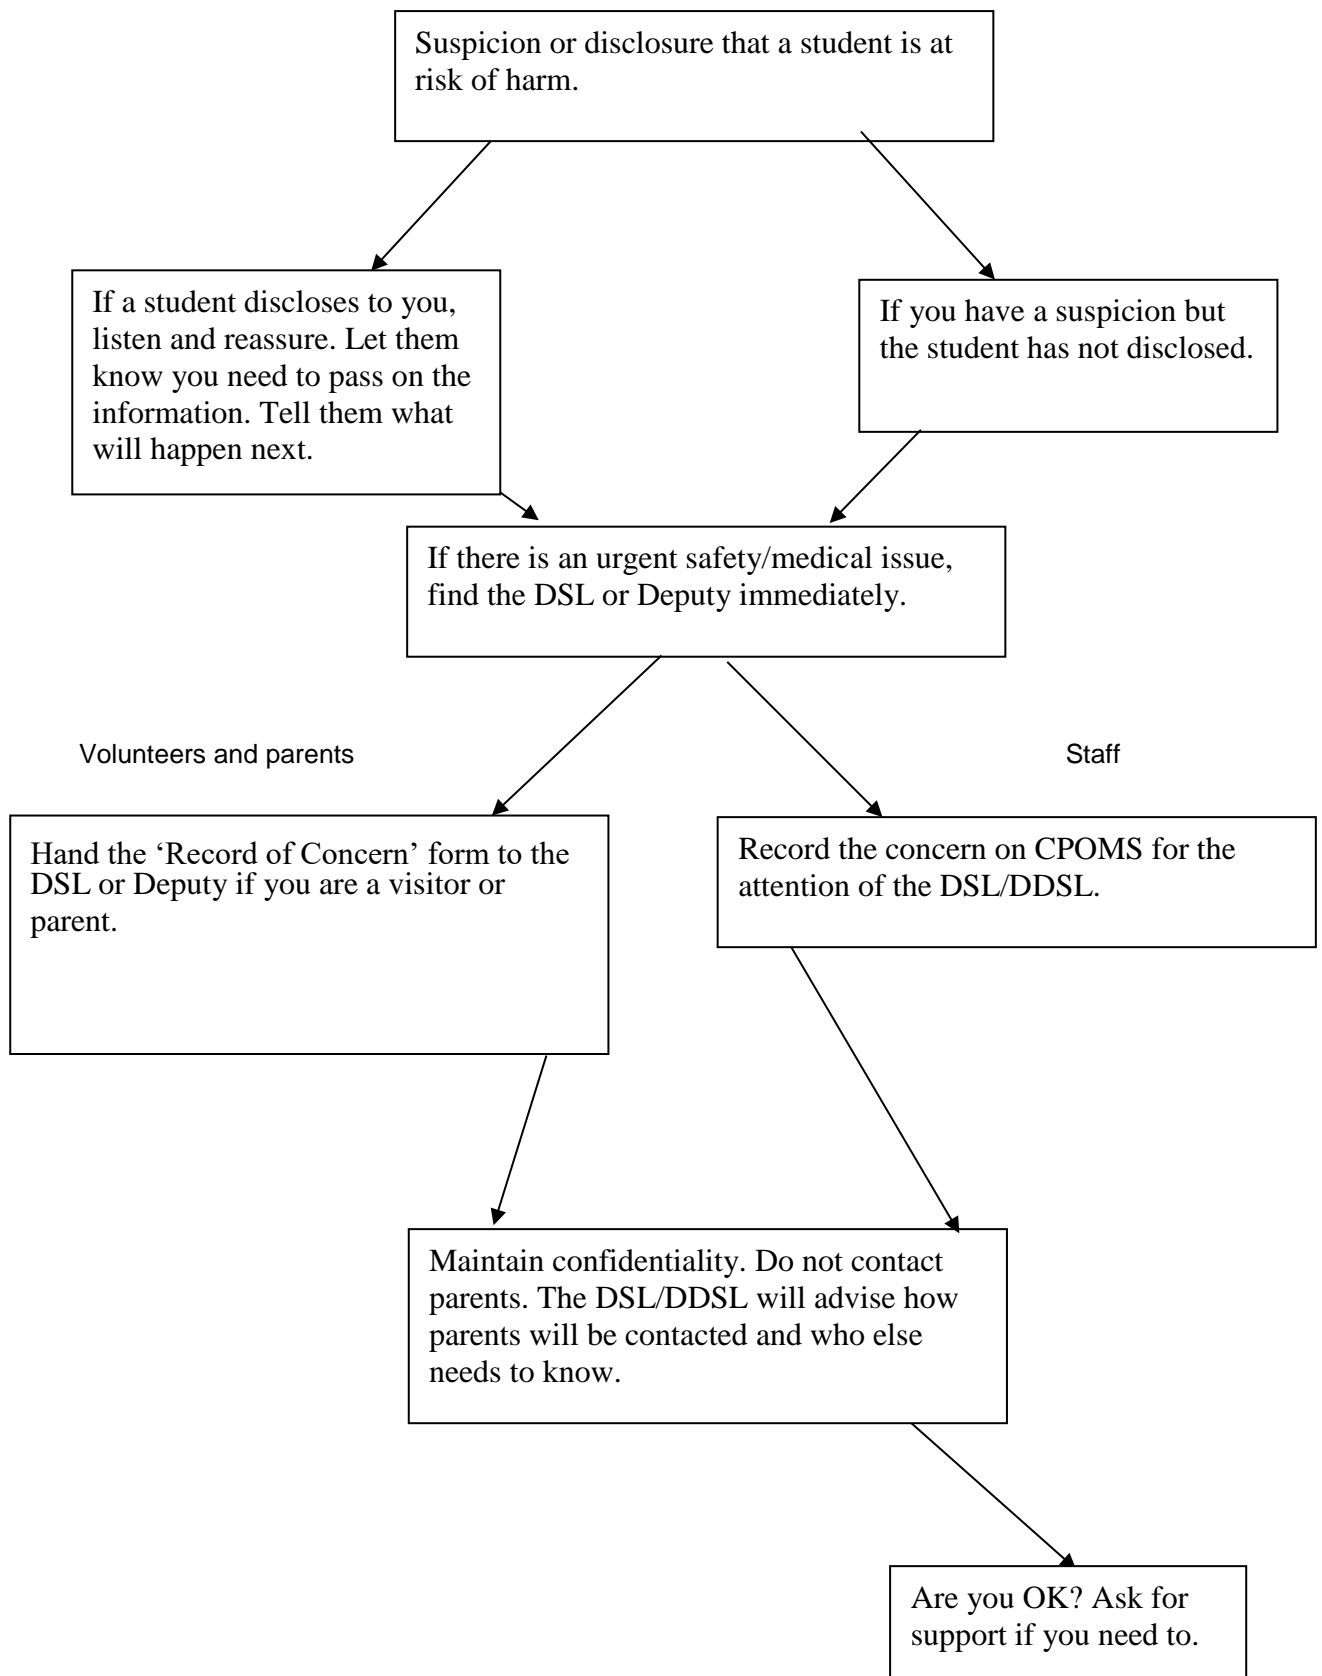 Suspicion or disclosure that a student is at
risk of harm.
If a student discloses to you,
listen and reassure. Let them
know you need to pass on the
information. Tell them what
will happen next.
If you have a suspicion but
the student has not disclosed.
If there is an urgent safety/medical issue,
find the DSL or Deputy immediately.
Volunteers and parents
Staff
Hand the ‘Record of Concern’ form to the
DSL or Deputy if you are a visitor or
parent.
Record the concern on CPOMS for the
attention of the DSL/DDSL.
Maintain confidentiality. Do not contact
parents. The DSL/DDSL will advise how
parents will be contacted and who else
needs to know.
Are you OK? Ask for
support if you need to.